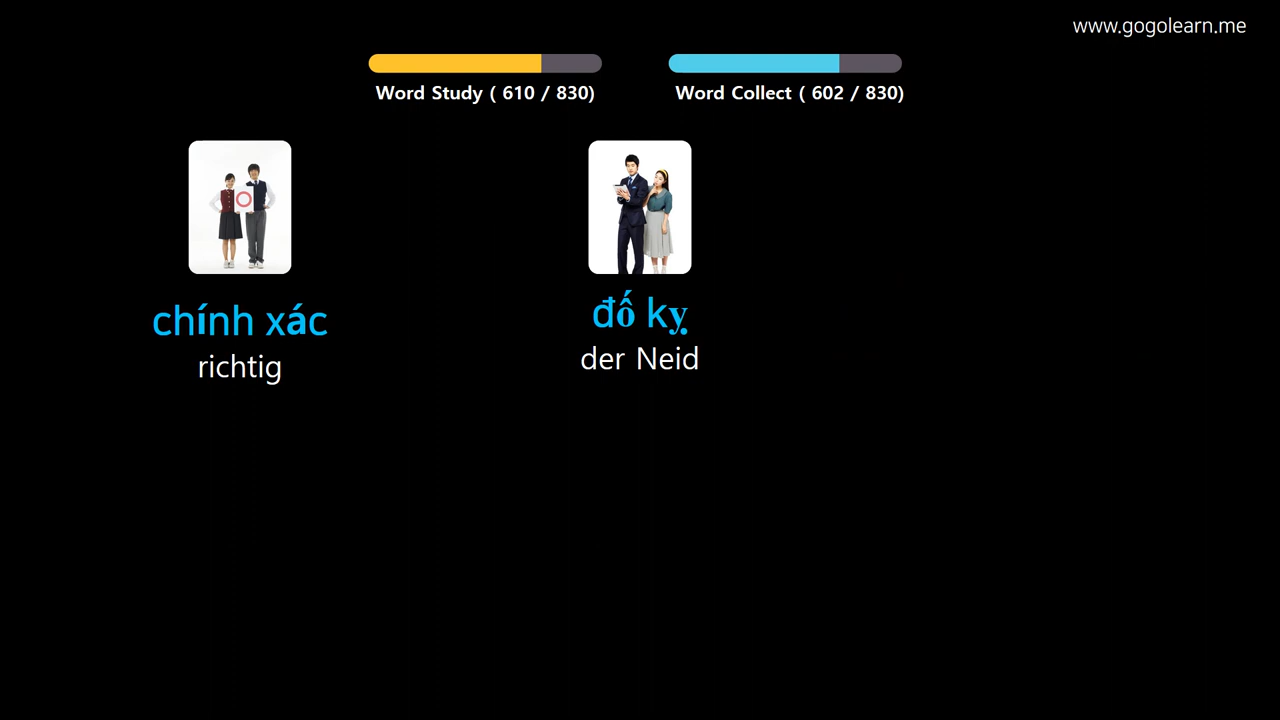 www.gogolearn.me
Word Study ( 610 / 830)
Word Collect ( 602 / 830)
chính xác
richtig
đố kỵ
der Neid